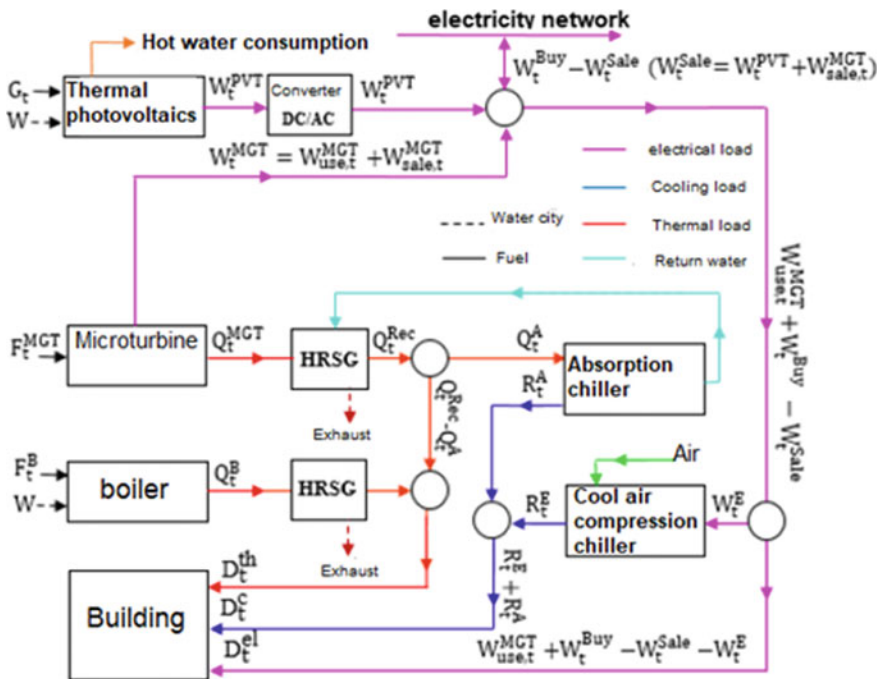 electricity network
Hot water consumption
W_t^Buy − W_t^Sale (W_t^Sale = W_t^PVT + W_sale,t^MGT)
G_t
W
Thermal
photovoltaics
W_t^PVT
Converter
DC/AC
W_t^PVT
W_t^MGT = W_use,t^MGT + W_sale,t^MGT
electrical load
Cooling load
Water city
Thermal load
Fuel
Return water
W_use,t^MGT + W_t^Buy − W_t^Sale
F_t^MGT
Microturbine
Q_t^MGT
HRSG
Q_t^Rec
Q_t^A
Absorption
chiller
R_t^A
Exhaust
Q_t^Rec-Q_t^A
Air
F_t^B
W
boiler
Q_t^B
HRSG
R_t^E
Cool air
compression
chiller
W_t^E
Exhaust
R_t^E + R_t^A
Building
D_t^th
D_t^c
D_t^el
W_use,t^MGT + W_t^Buy − W_t^Sale − W_t^E